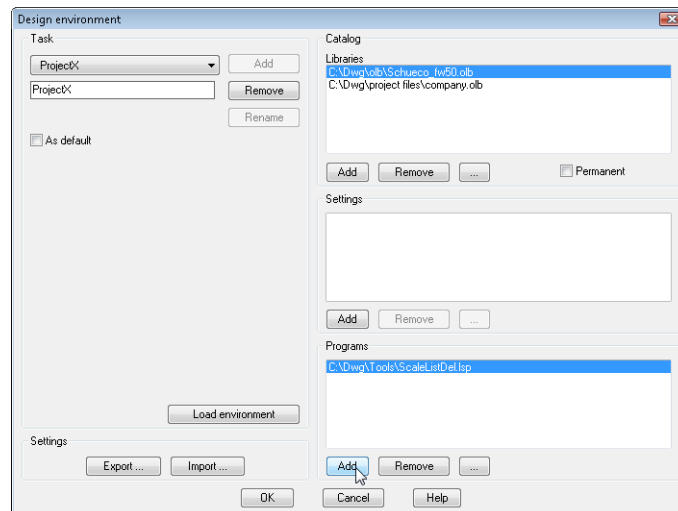 Design environment
Task
ProjectX
Add
ProjectX
Remove
Rename
As default
Load environment
Settings
Export ...
Import ...
Catalog
Libraries
C:\Dwg\olb\Schueco_fw50.olb
C:\Dwg\project files\company.olb
Add
Remove
...
Permanent
Settings
Add
Remove
...
Programs
C:\Dwg\Tools\ScaleListDel.lsp
Add
Remove
...
OK
Cancel
Help